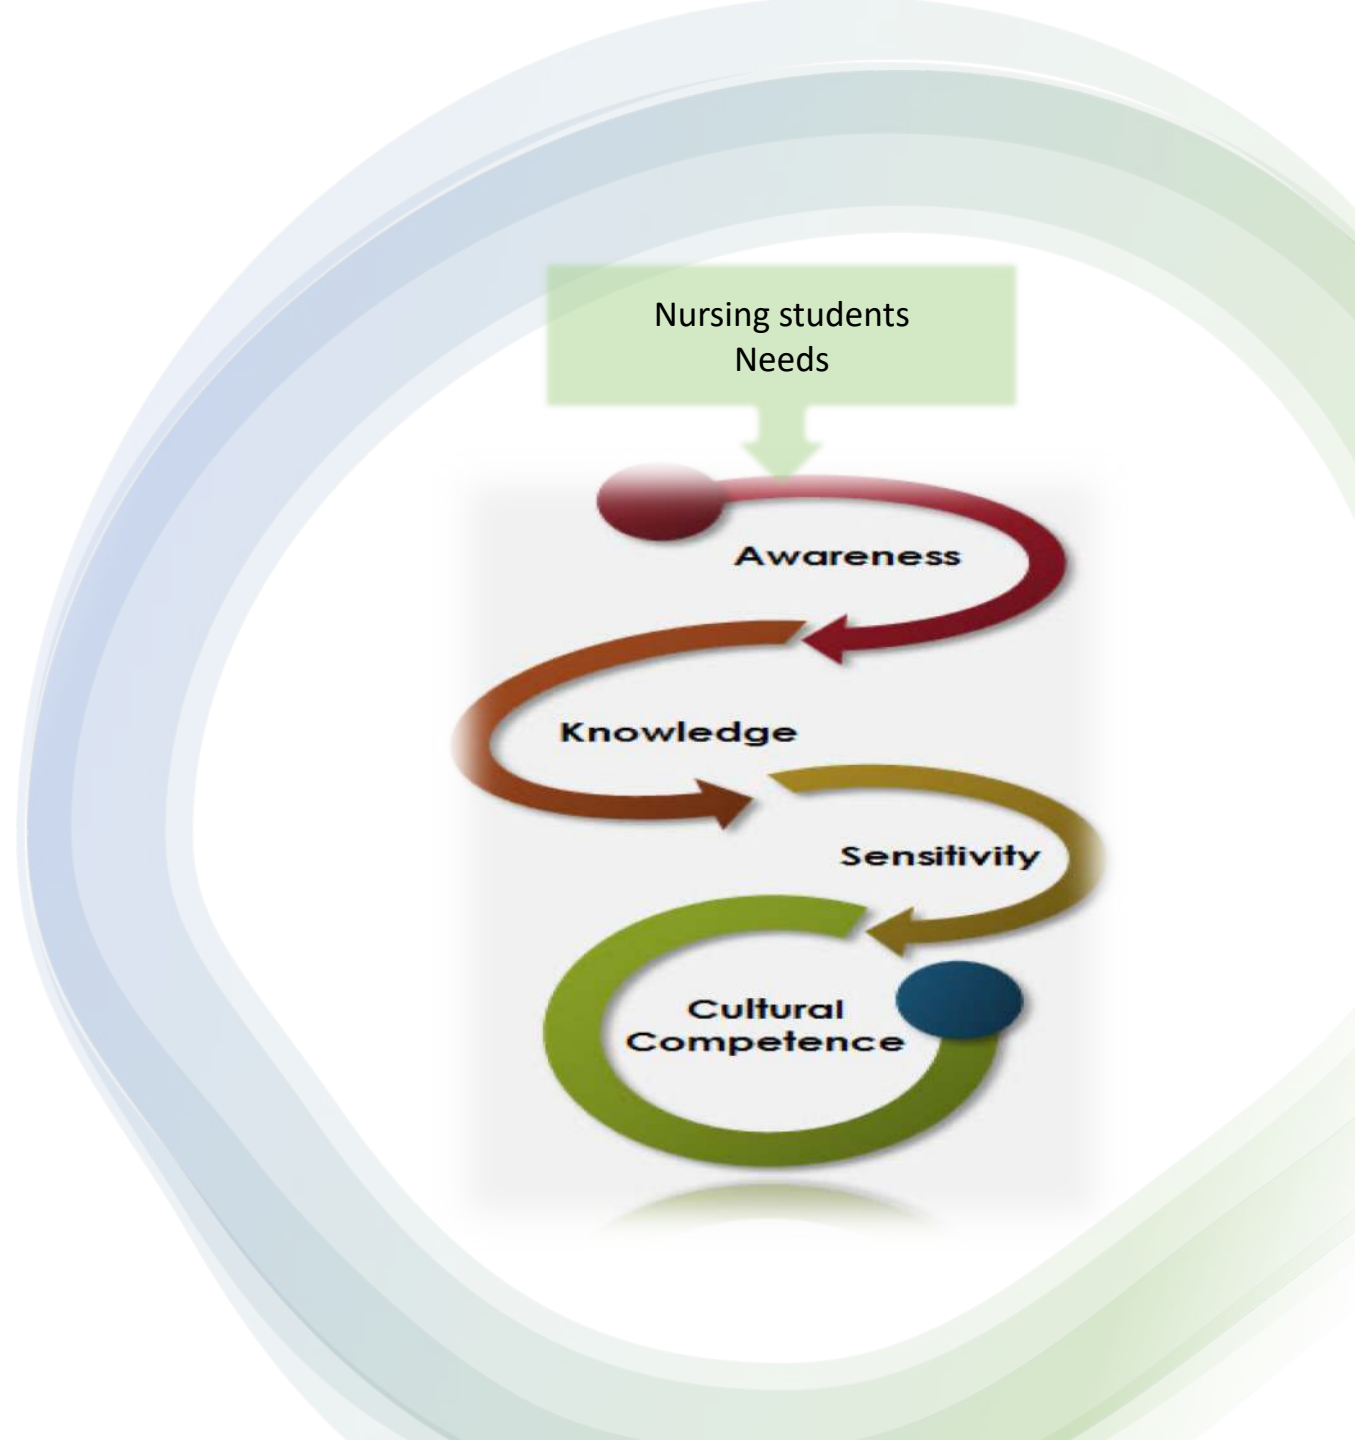 Nursing students
Needs
Awareness
Knowledge
Sensitivity
Cultural
Competence